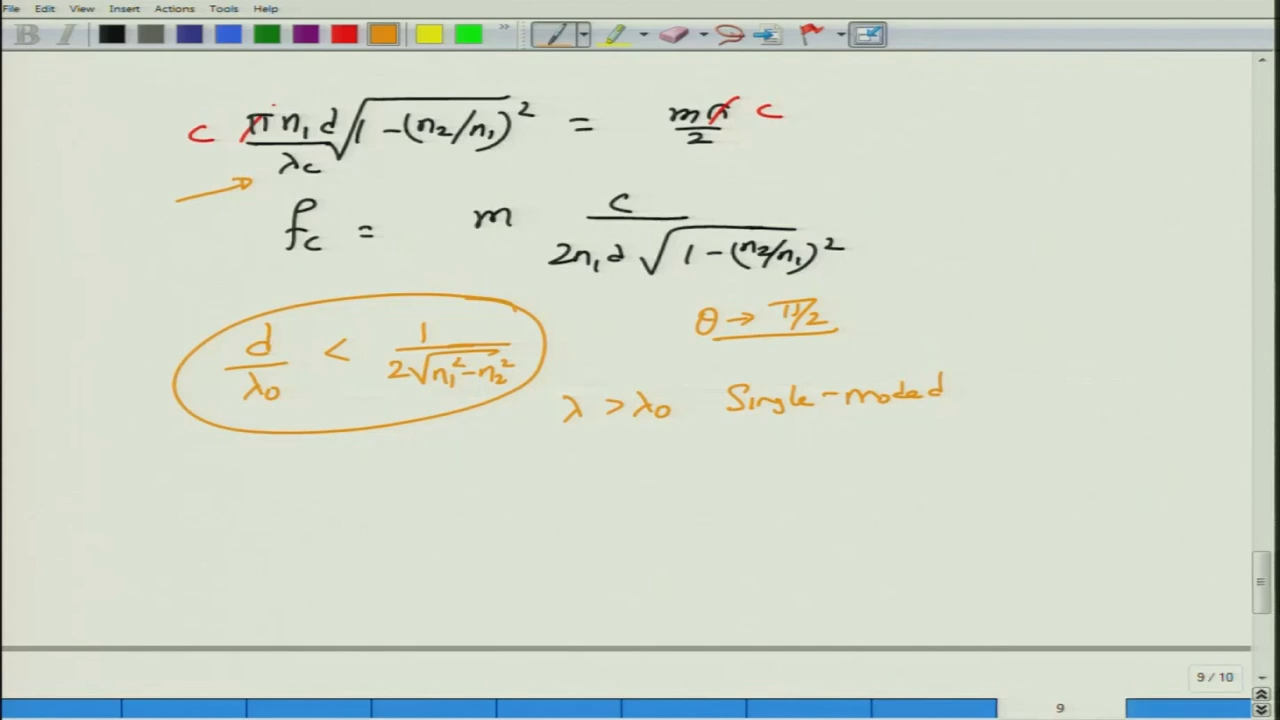 File Edit View Insert Actions Tools Help
B I
c πn₁d/λc √1-(n₂/n₁)² = mπ/2 c
fc = m c/2n₁d√1-(n₂/n₁)²
θ → π/2
d/λ₀ < 1/2√n₁²-n₂²
λ > λ₀ Single-moded
9 / 10
9